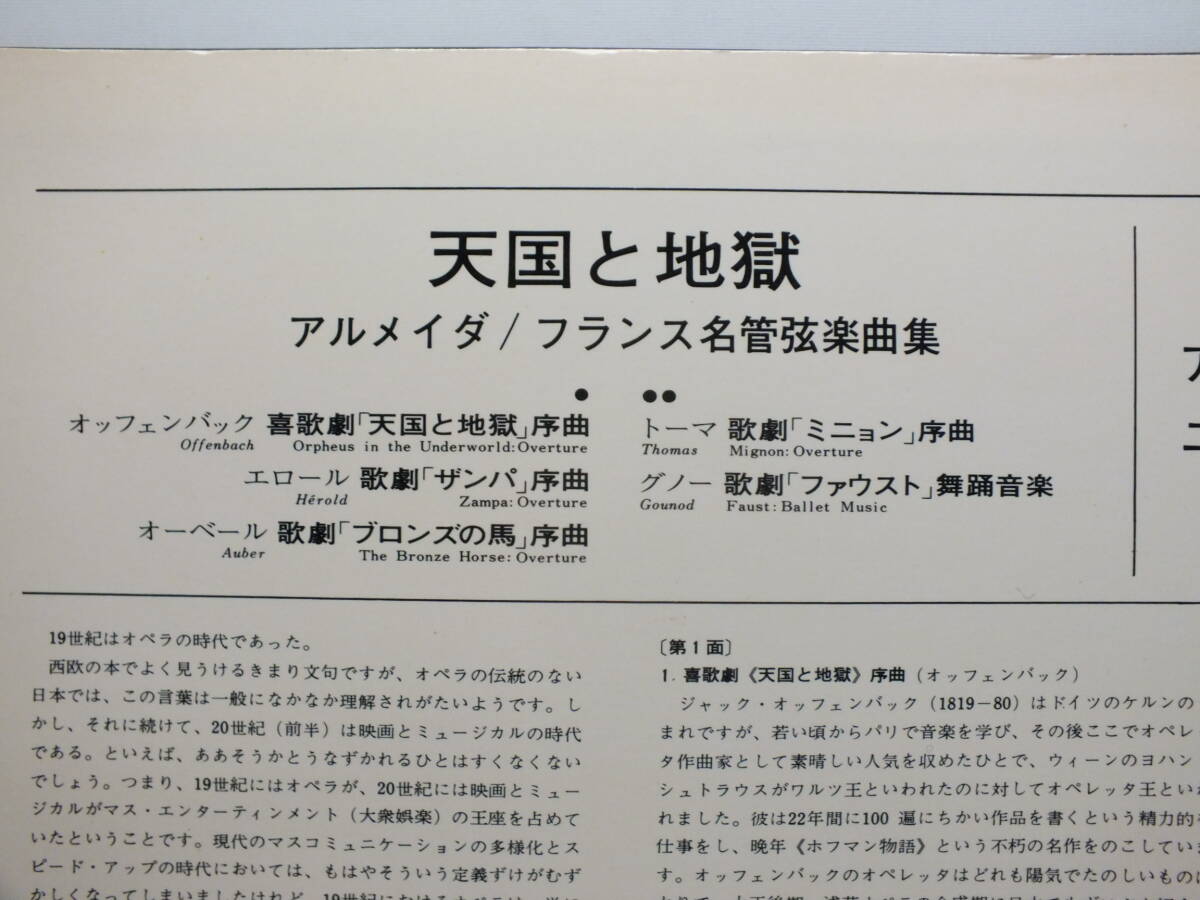 天国と地獄
アルメイダ/フランス名管弦楽曲集
●
オッフェンバック 喜歌劇「天国と地獄」序曲
Offenbach Orpheus in the Underworld: Overture
エロール 歌劇「ザンパ」序曲
Hérold Zampa: Overture
オーベール 歌劇「ブロンズの馬」序曲
Auber The Bronze Horse: Overture
●●
トーマ 歌劇「ミニョン」序曲
Thomas Mignon: Overture
グノー 歌劇「ファウスト」舞踊音楽
Gounod Faust: Ballet Music
19世紀はオペラの時代であった。
西欧の本でよく見うけるきまり文句ですが、オペラの伝統のない
日本では、この言葉は一般になかなか理解されがたいようです。し
かし、それに続けて、20世紀（前半）は映画とミュージカルの時代
である。といえば、ああそうかとうなずかれるひとはすくなくない
でしょう。つまり、19世紀にはオペラが、20世紀には映画とミュー
ジカルがマス・エンターティンメント（大衆娯楽）の王座を占めて
いたということです。現代のマスコミュニケーションの多様化とス
ピード・アップの時代においては、もはやそういう定義ずけがむず
かしくなってしまいましたけれど、19世紀における
〔第1面〕
1. 喜歌劇《天国と地獄》序曲（オッフェンバック）
ジャック・オッフェンバック（1819－80）はドイツのケルンの
まれですが、若い頃からパリで音楽を学び、その後ここでオペレ
タ作曲家として素晴しい人気を収めたひとで、ウィーンのヨハン
シュトラウスがワルツ王といわれたのに対してオペレッタ王とい
れました。彼は22年間に100 遍にちかい作品を書くという精力的
仕事をし、晩年《ホフマン物語》という不朽の名作をのこしてい
す。オッフェンバックのオペレッタはどれも陽気でたのしいもの